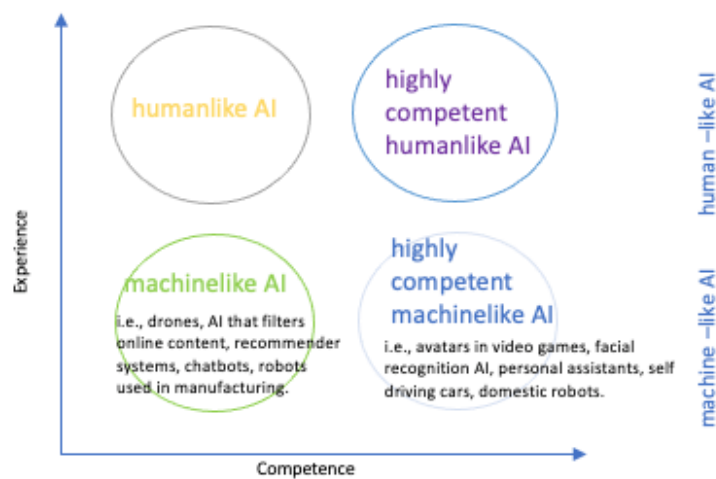 humanlike AI
highly
competent
humanlike AI
human –like AI
Experience
machinelike AI
i.e., drones, AI that filters
online content, recommender
systems, chatbots, robots
used in manufacturing.
highly
competent
machinelike AI
i.e., avatars in video games, facial
recognition AI, personal assistants, self
driving cars, domestic robots.
machine –like AI
Competence